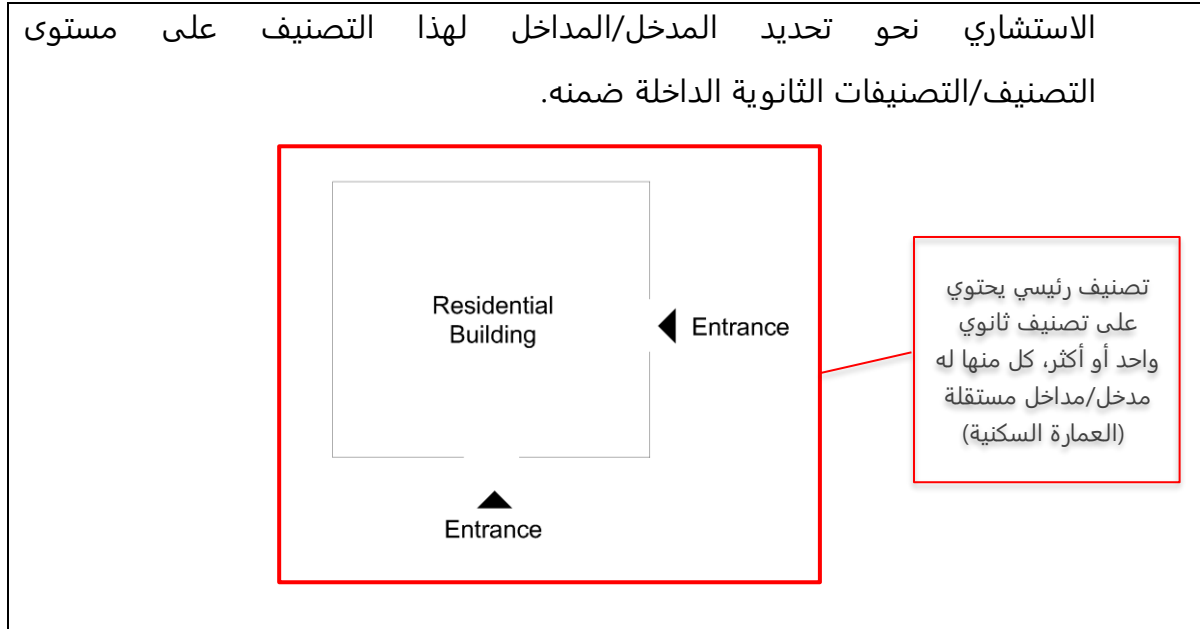 الاستشاري نحو تحديد المدخل/المداخل لهذا التصنيف على مستوى
التصنيف/التصنيفات الثانوية الداخلة ضمنه.
Residential
Building
Entrance
Entrance
تصنيف رئيسي يحتوي
على تصنيف ثانوي
واحد أو أكثر، كل منها له
مدخل/مداخل مستقلة
(العمارة السكنية)